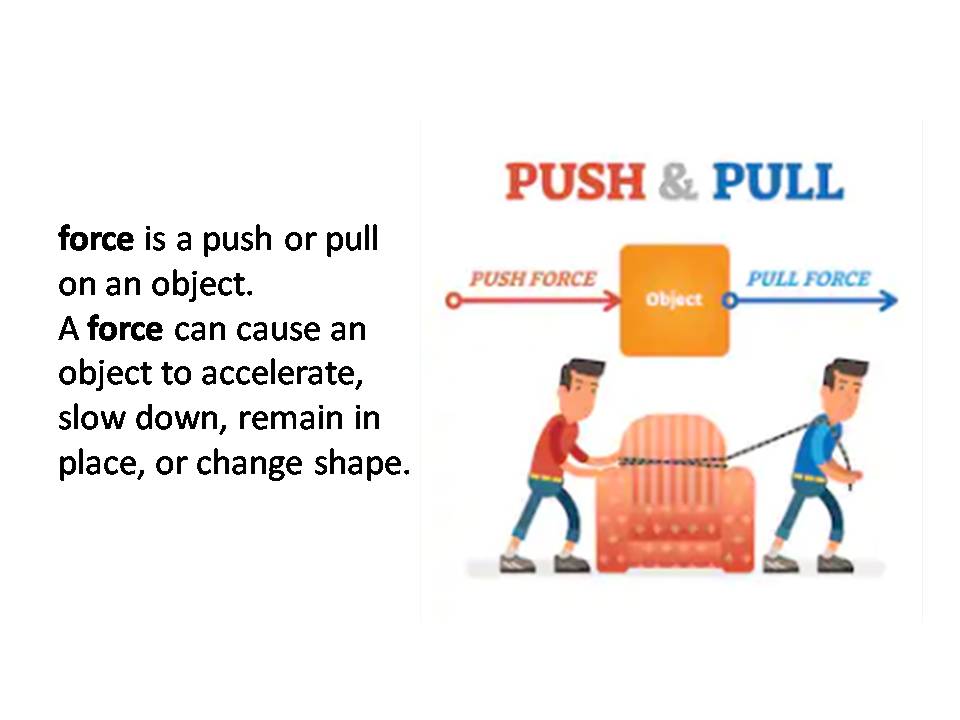 force is a push or pull
on an object.
A force can cause an
object to accelerate,
slow down, remain in
place, or change shape.
PUSH & PULL
PUSH FORCE
Object
PULL FORCE